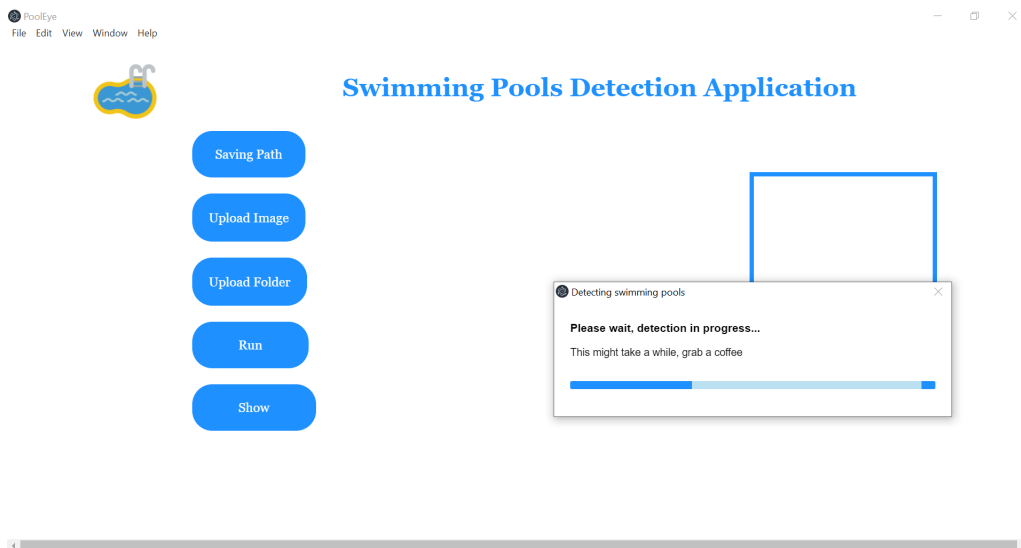 PoolEye
File Edit View Window Help
Swimming Pools Detection Application
Saving Path
Upload Image
Upload Folder
Run
Show
Detecting swimming pools
Please wait, detection in progress...
This might take a while, grab a coffee